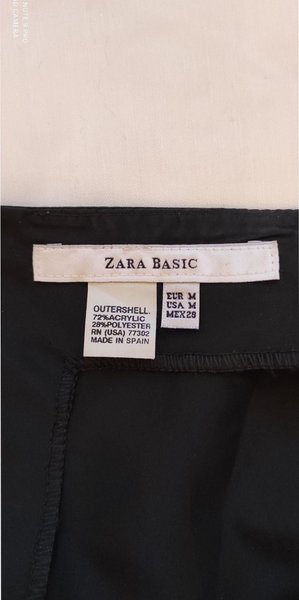 ZARA BASIC
OUTERSHELL.
72%ACRYLIC
28%POLYESTER
RN (USA) 77302
MADE IN SPAIN
EUR M
USA M
MEX 28